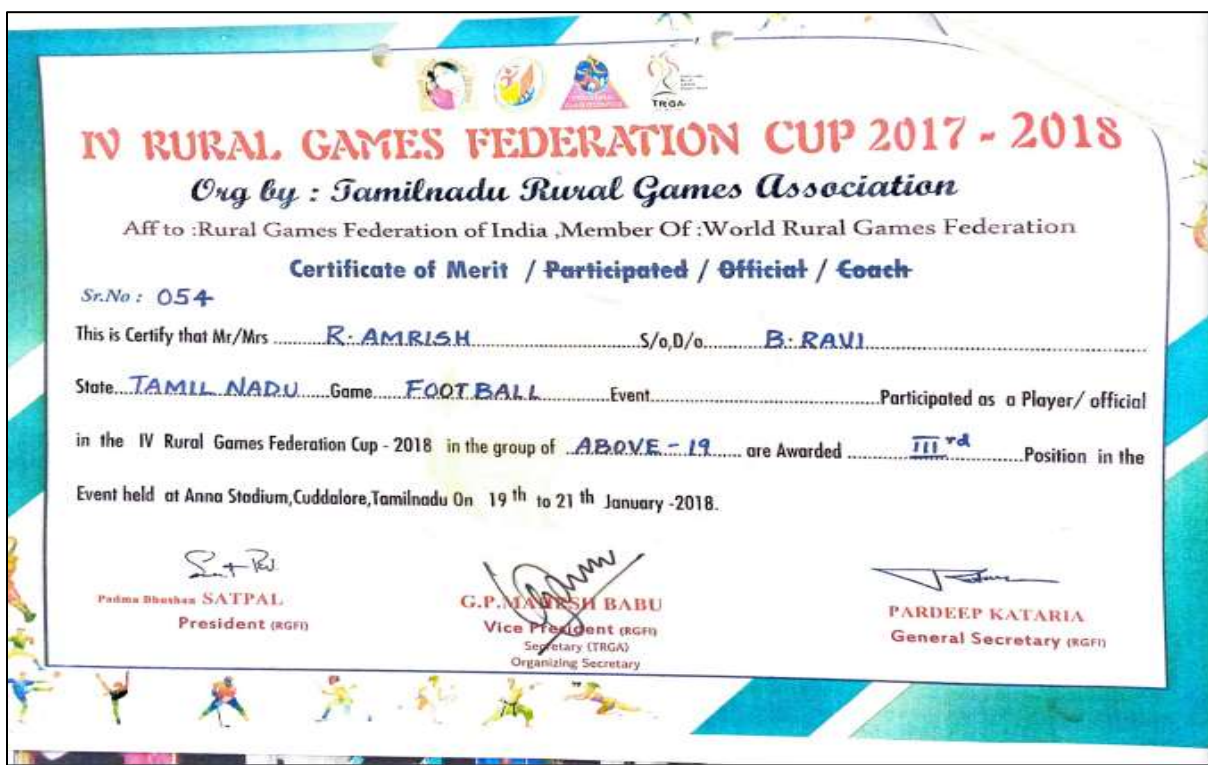 TRGA
IV RURAL GAMES FEDERATION CUP 2017 - 2018
Org by : Tamilnadu Rural Games Association
Aff to :Rural Games Federation of India ,Member Of :World Rural Games Federation
Certificate of Merit / Participated / Official / Coach
Sr.No : 054
This is Certify that Mr/Mrs R. AMRISH S/o,D/o B. RAVI
State TAMIL NADU Game FOOTBALL Event Participated as a Player/ official
in the IV Rural Games Federation Cup - 2018 in the group of ABOVE - 19 are Awarded III rd Position in the
Event held at Anna Stadium,Cuddalore,Tamilnadu On 19 th to 21 th January -2018.
Padma Bhushan SATPAL G.P.MAHESH BABU PARDEEP KATARIA
President (RGFI) Vice President (RGFI) General Secretary (RGFI)
Secretary (TRGA)
Organizing Secretary